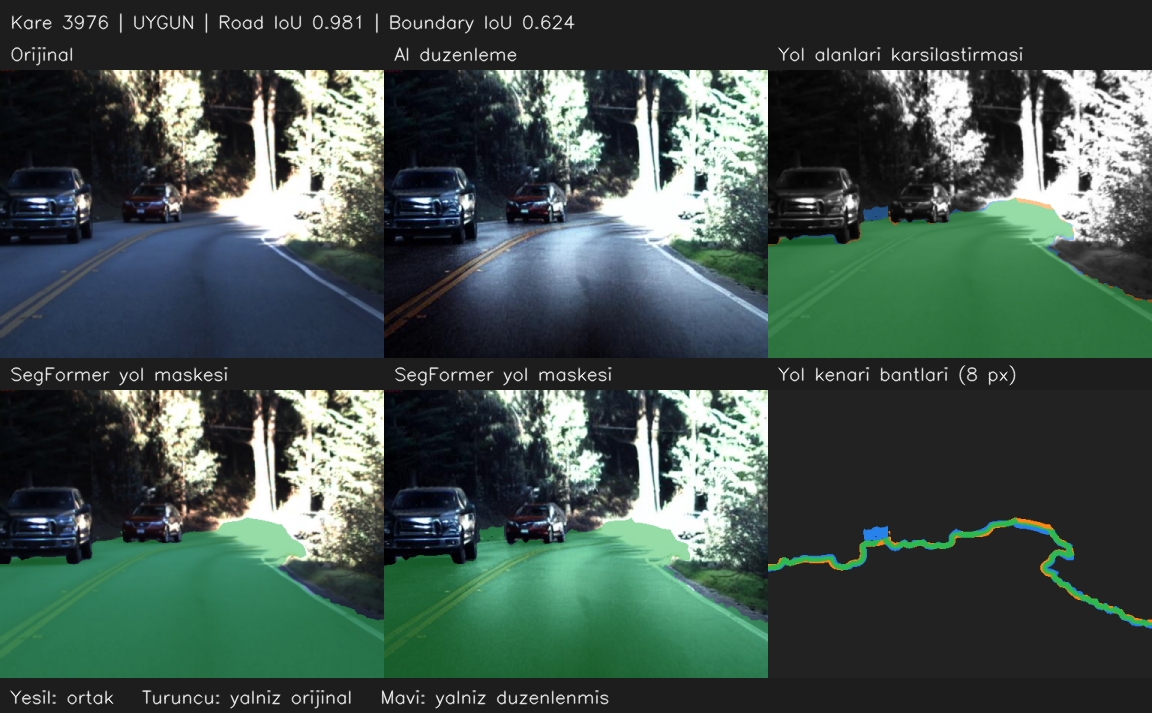 Kare 3976 | UYGUN | Road IoU 0.981 | Boundary IoU 0.624
Orijinal
AI duzenleme
Yol alanlari karsilastirmasi
SegFormer yol maskesi
SegFormer yol maskesi
Yol kenari bantlari (8 px)
Yesil: ortak
Turuncu: yalniz orijinal
Mavi: yalniz duzenlenmis